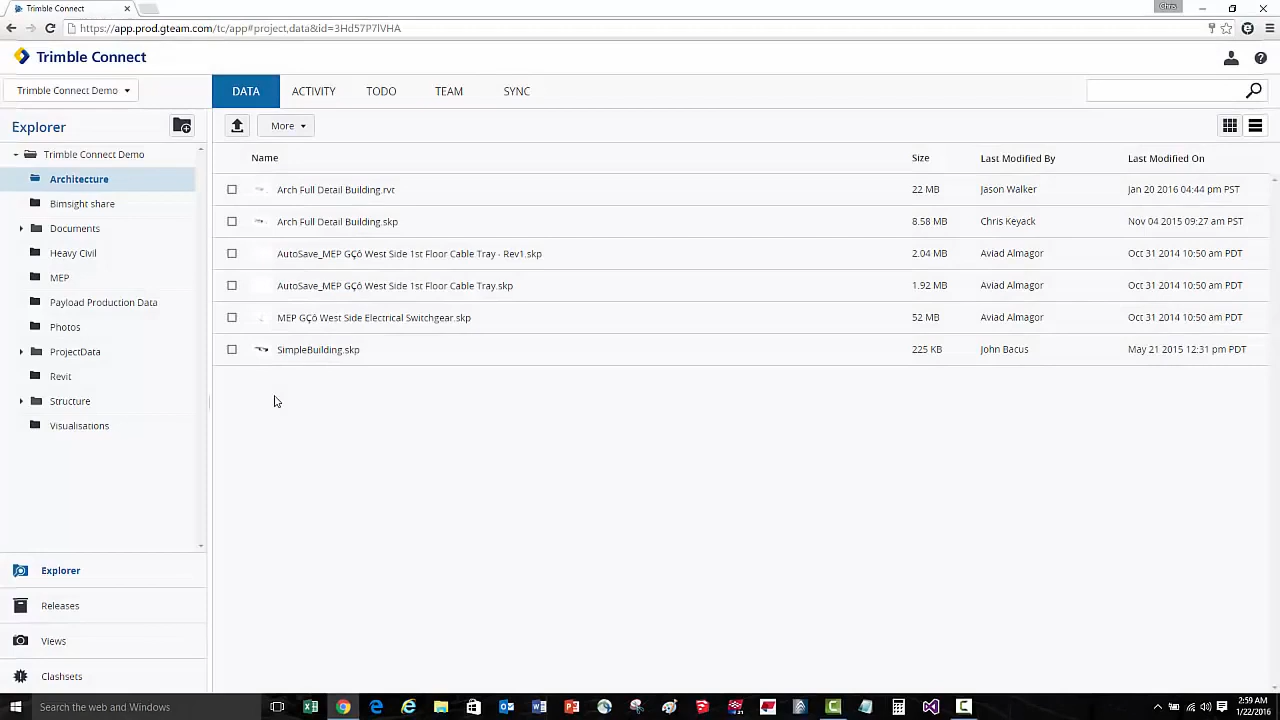 Trimble Connect
Chris
https://app.prod.gteam.com/tc/app#project,data&id=3Hd57P7lVHA
Trimble Connect
Trimble Connect Demo
DATA ACTIVITY TODO TEAM SYNC
Explorer
More
Trimble Connect Demo
Architecture
Bimsight share
Documents
Heavy Civil
MEP
Payload Production Data
Photos
ProjectData
Revit
Structure
Visualisations
Name Size Last Modified By Last Modified On
Arch Full Detail Building.rvt 22 MB Jason Walker Jan 20 2016 04:44 pm PST
Arch Full Detail Building.skp 8.58 MB Chris Keyack Nov 04 2015 09:27 am PST
AutoSave_MEP GÇô West Side 1st Floor Cable Tray - Rev1.skp 2.04 MB Aviad Almagor Oct 31 2014 10:50 am PDT
AutoSave_MEP GÇô West Side 1st Floor Cable Tray.skp 1.92 MB Aviad Almagor Oct 31 2014 10:50 am PDT
MEP GÇô West Side Electrical Switchgear.skp 52 MB Aviad Almagor Oct 31 2014 10:50 am PDT
SimpleBuilding.skp 225 KB John Bacus May 21 2015 12:31 pm PDT
Explorer
Releases
Views
Clashsets
Search the web and Windows
2:59 AM
1/22/2016